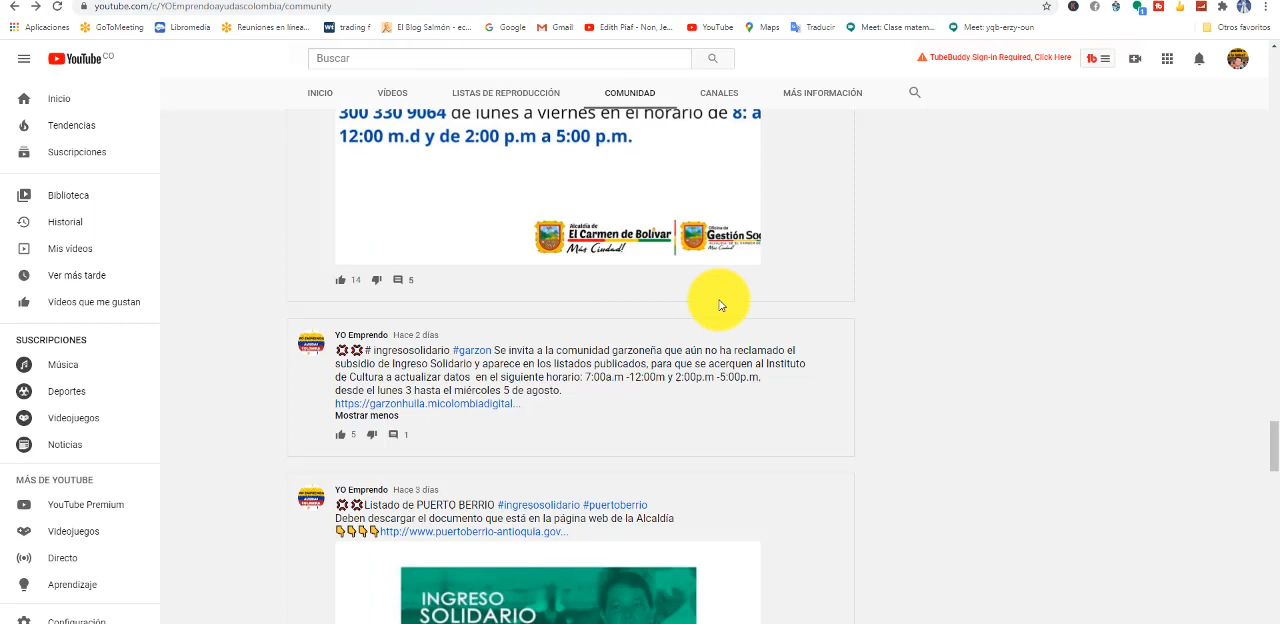 youtube.com/c/YOEmprendoayudascolombia/community
Aplicaciones GoToMeeting Libromedia Reuniones en línea... trading f El Blog Salmón - ec... Google Gmail Edith Piaf - Non, Je... YouTube Maps Traducir Meet: Clase matem... Meet: yqb-erzy-oun Otros favoritos
YouTube CO
Buscar
TubeBuddy Sign-in Required, Click Here
INICIO VÍDEOS LISTAS DE REPRODUCCIÓN COMUNIDAD CANALES MÁS INFORMACIÓN
Inicio
Tendencias
Suscripciones
Biblioteca
Historial
Mis vídeos
Ver más tarde
Vídeos que me gustan
SUSCRIPCIONES
Música
Deportes
Videojuegos
Noticias
MÁS DE YOUTUBE
YouTube Premium
Videojuegos
Directo
Aprendizaje
Configuración
300 330 9064 de lunes a viernes en el horario de 8: a
12:00 m.d y de 2:00 p.m a 5:00 p.m.
Alcaldía de
El Carmen de Bolívar
Más Ciudad!
Oficina de
Gestión Soc
14 5
YO Emprendo Hace 2 días
💢💢# ingresosolidario #garzon Se invita a la comunidad garzoneña que aún no ha reclamado el
subsidio de Ingreso Solidario y aparece en los listados publicados, para que se acerquen al Instituto
de Cultura a actualizar datos en el siguiente horario: 7:00a.m -12:00m y 2:00p.m -5:00p.m.
desde el lunes 3 hasta el miércoles 5 de agosto.
https://garzonhuila.micolombiadigital...
Mostrar menos
5 1
YO Emprendo Hace 3 días
💢💢Listado de PUERTO BERRIO #ingresosolidario #puertoberrio
Deben descargar el documento que está en la página web de la Alcaldía
👇👇👇👇http://www.puertoberrio-antioquia.gov...
INGRESO
SOLIDARIO